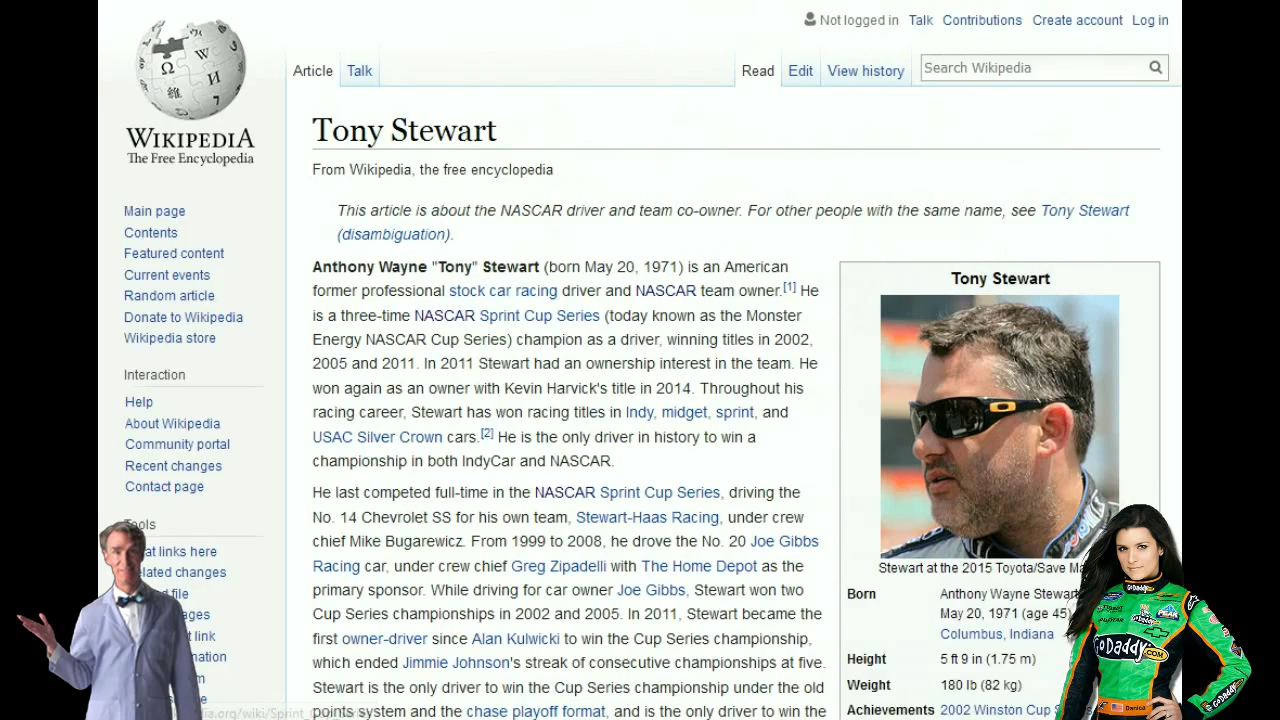 Not logged in Talk Contributions Create account Log in
Article Talk Read Edit View history Search Wikipedia
WIKIPEDIA
The Free Encyclopedia
Main page
Contents
Featured content
Current events
Random article
Donate to Wikipedia
Wikipedia store
Interaction
Help
About Wikipedia
Community portal
Recent changes
Contact page
Tools
at links here
elated changes
d file
ages
t link
mation
Tony Stewart
From Wikipedia, the free encyclopedia
This article is about the NASCAR driver and team co-owner. For other people with the same name, see Tony Stewart
(disambiguation).
Anthony Wayne "Tony" Stewart (born May 20, 1971) is an American
former professional stock car racing driver and NASCAR team owner.[1] He
is a three-time NASCAR Sprint Cup Series (today known as the Monster
Energy NASCAR Cup Series) champion as a driver, winning titles in 2002,
2005 and 2011. In 2011 Stewart had an ownership interest in the team. He
won again as an owner with Kevin Harvick's title in 2014. Throughout his
racing career, Stewart has won racing titles in Indy, midget, sprint, and
USAC Silver Crown cars.[2] He is the only driver in history to win a
championship in both IndyCar and NASCAR.
He last competed full-time in the NASCAR Sprint Cup Series, driving the
No. 14 Chevrolet SS for his own team, Stewart-Haas Racing, under crew
chief Mike Bugarewicz. From 1999 to 2008, he drove the No. 20 Joe Gibbs
Racing car, under crew chief Greg Zipadelli with The Home Depot as the
primary sponsor. While driving for car owner Joe Gibbs, Stewart won two
Cup Series championships in 2002 and 2005. In 2011, Stewart became the
first owner-driver since Alan Kulwicki to win the Cup Series championship,
which ended Jimmie Johnson's streak of consecutive championships at five.
Stewart is the only driver to win the Cup Series championship under the old
points system and the chase playoff format, and is the only driver to win the
Tony Stewart
Stewart at the 2015 Toyota/Save Ma
Born Anthony Wayne Stewart
May 20, 1971 (age 45)
Columbus, Indiana
Height 5 ft 9 in (1.75 m)
Weight 180 lb (82 kg)
Achievements 2002 Winston Cup S
GoDaddy
GoDaddy.COM
GoDaddy
Danica